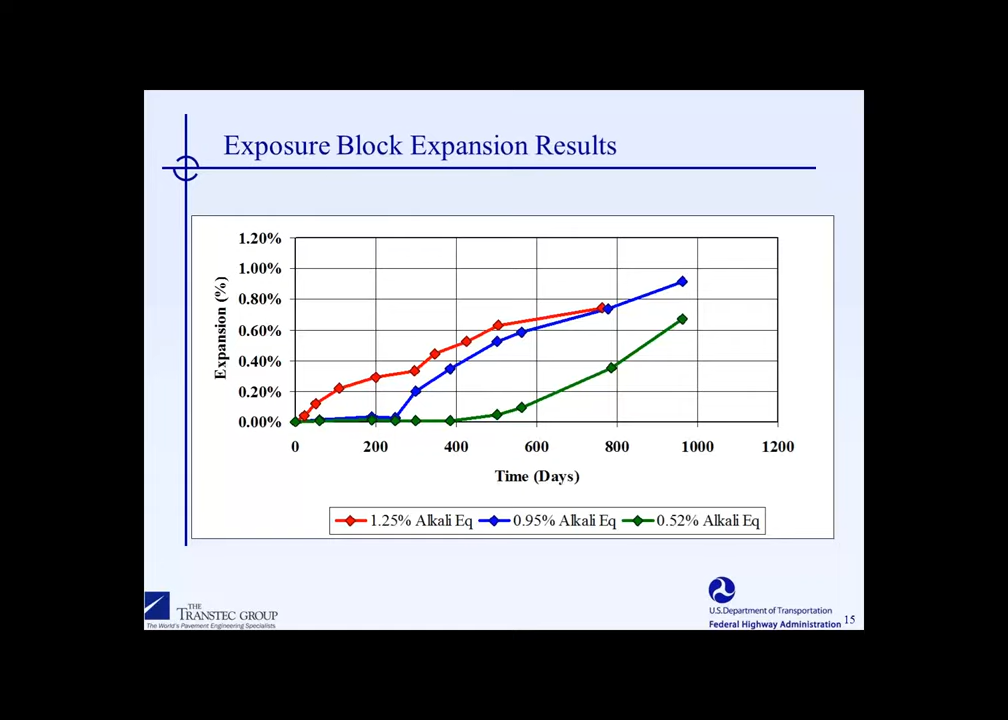 Exposure Block Expansion Results
1.20%
1.00%
0.80%
0.60%
0.40%
0.20%
0.00%
Expansion (%)
0 200 400 600 800 1000 1200
Time (Days)
1.25% Alkali Eq 0.95% Alkali Eq 0.52% Alkali Eq
THE
TRANSTEC GROUP
The World's Pavement Engineering Specialists
U.S.Department of Transportation
Federal Highway Administration
15